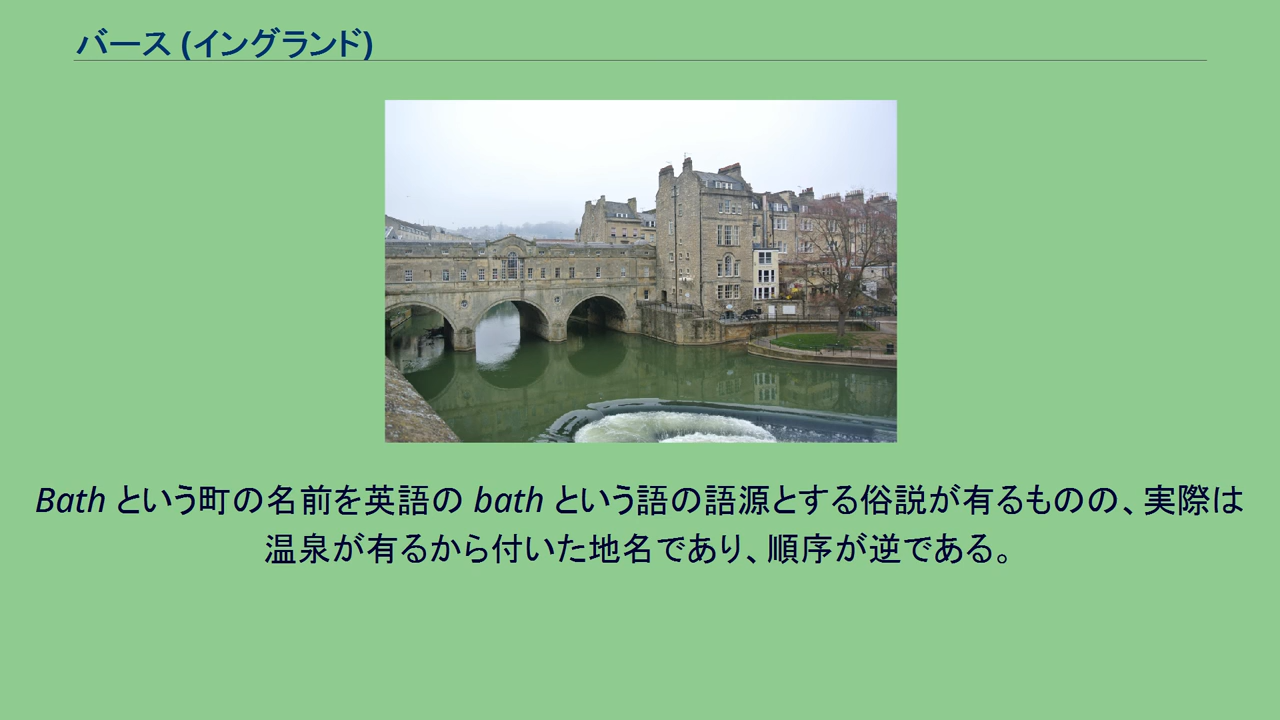 バース (イングランド)
Bath という町の名前を英語の bath という語の語源とする俗説が有るものの、実際は
温泉が有るから付いた地名であり、順序が逆である。